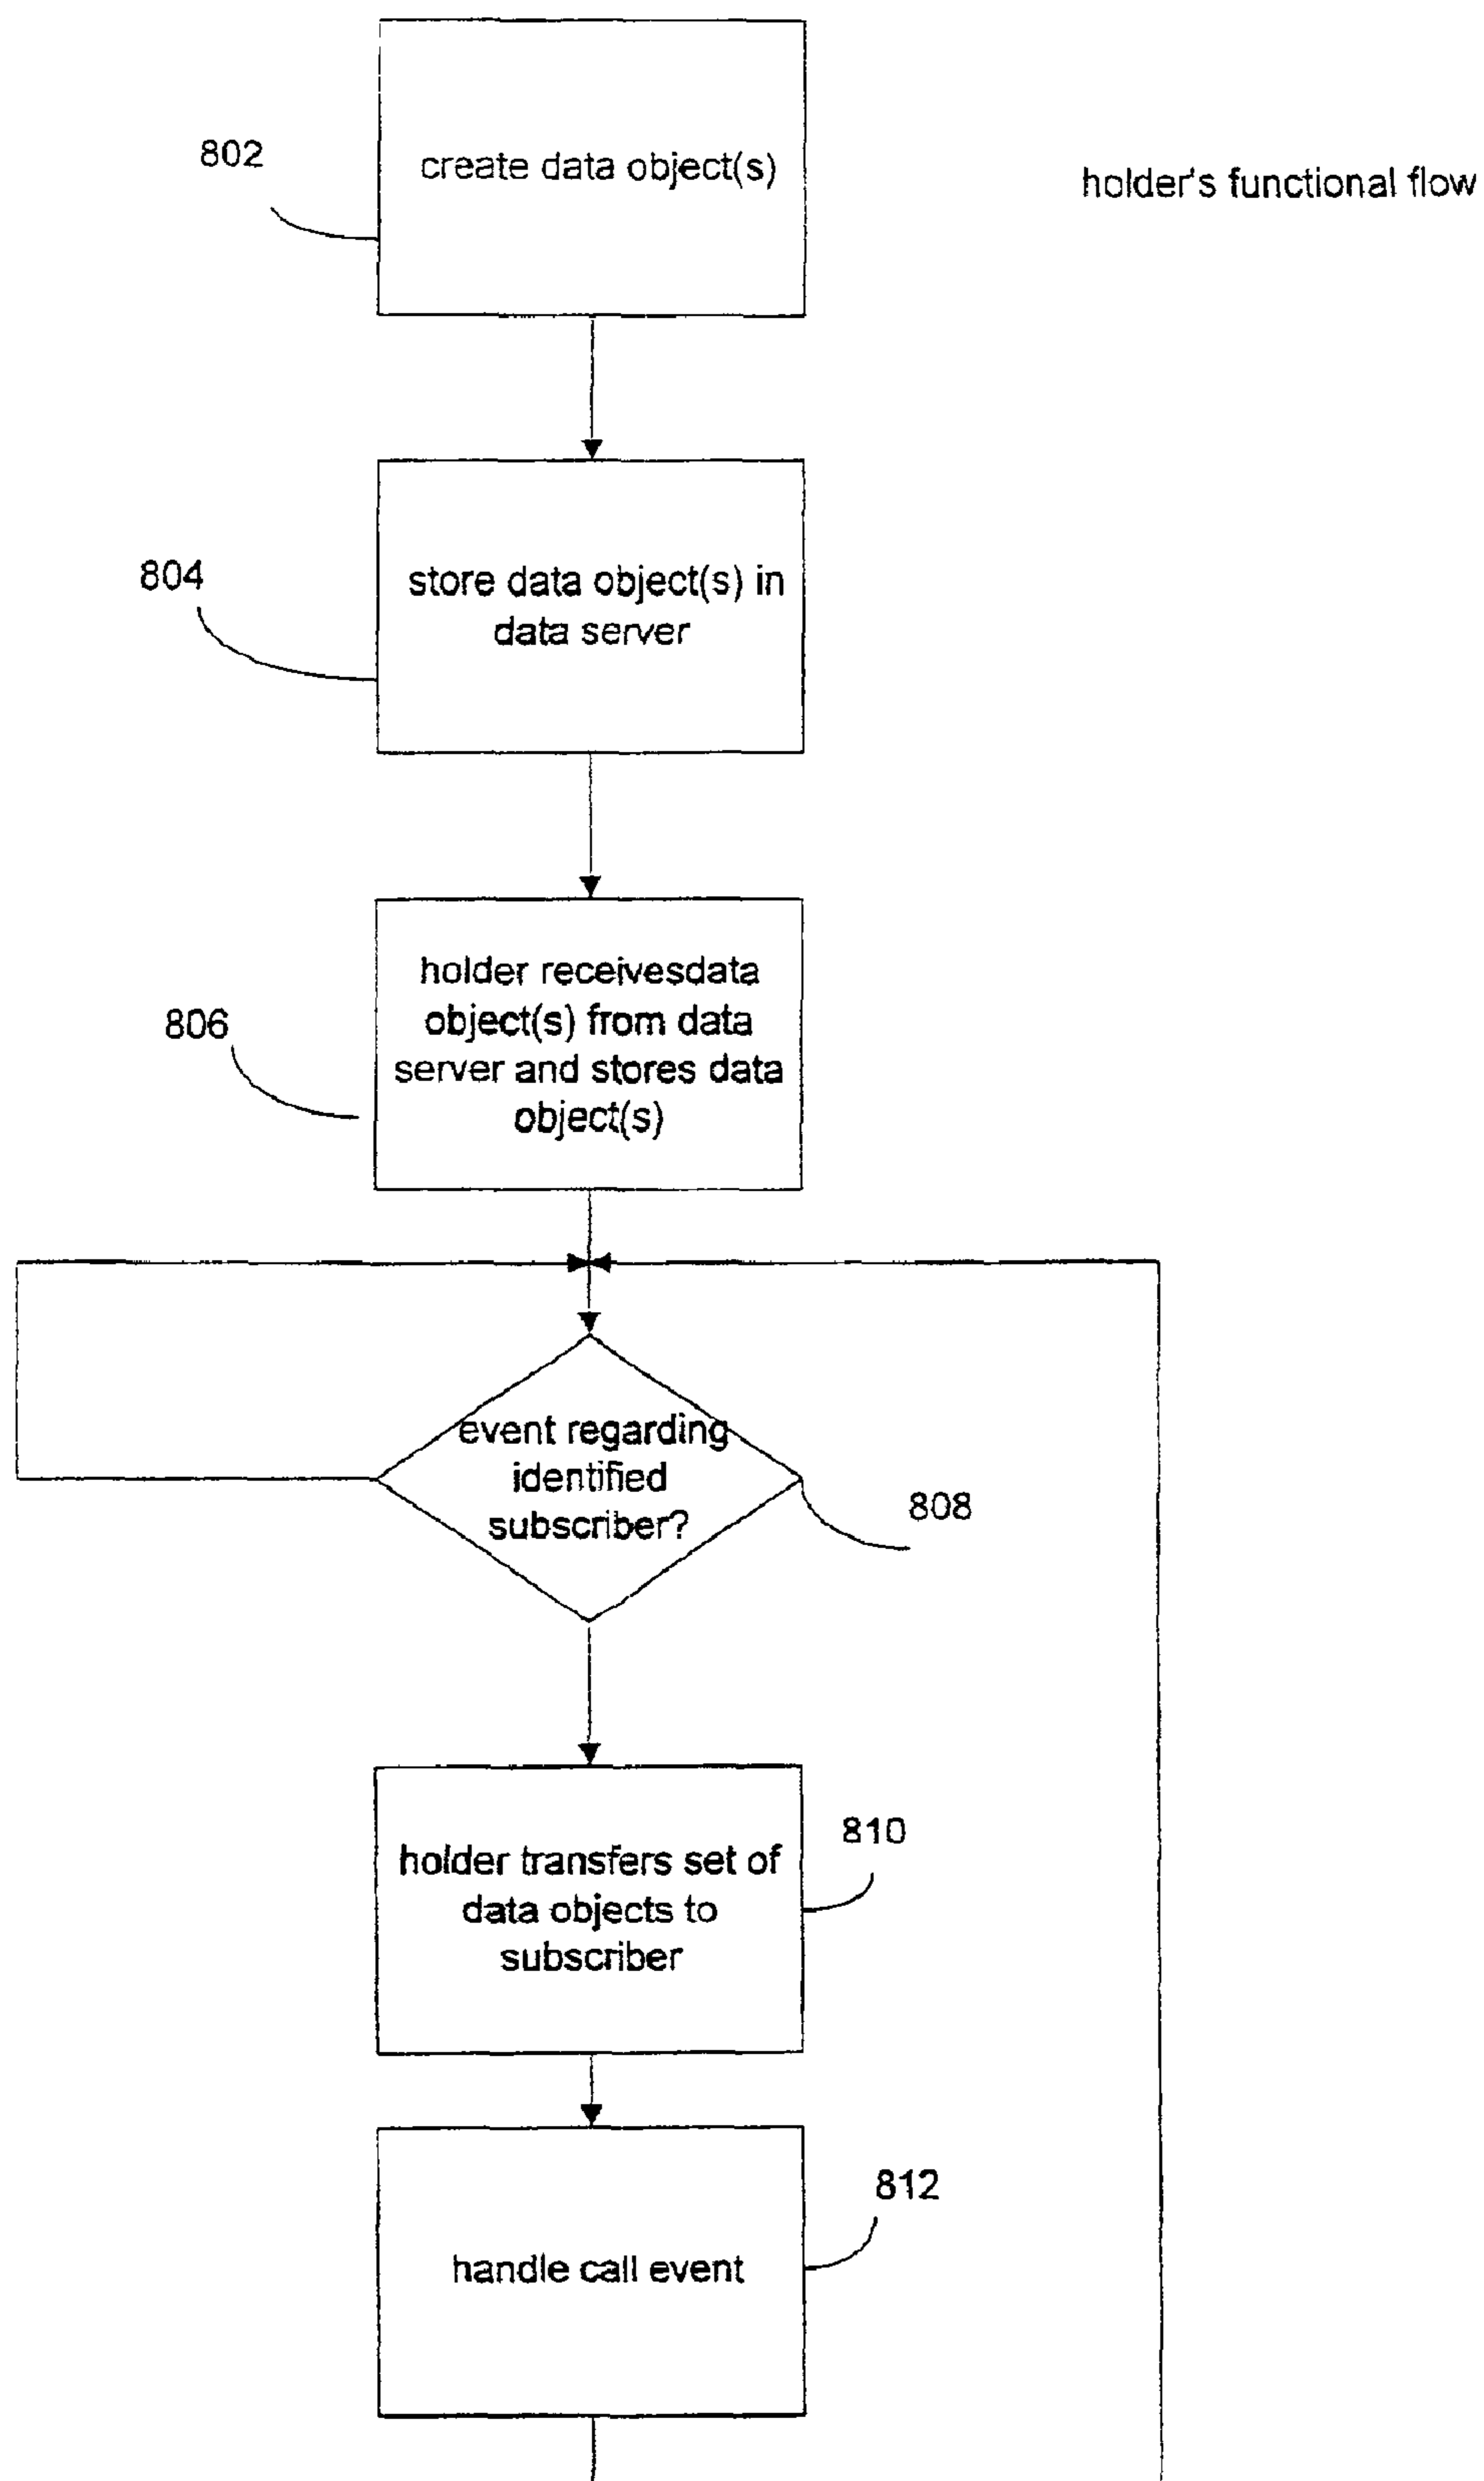 802
create data object(s)
holder's functional flow
804
store data object(s) in
data server
806
holder receivesdata
object(s) from data
server and stores data
object(s)
event regarding
identified
subscriber?
808
810
holder transfers set of
data objects to
subscriber
812
handle call event